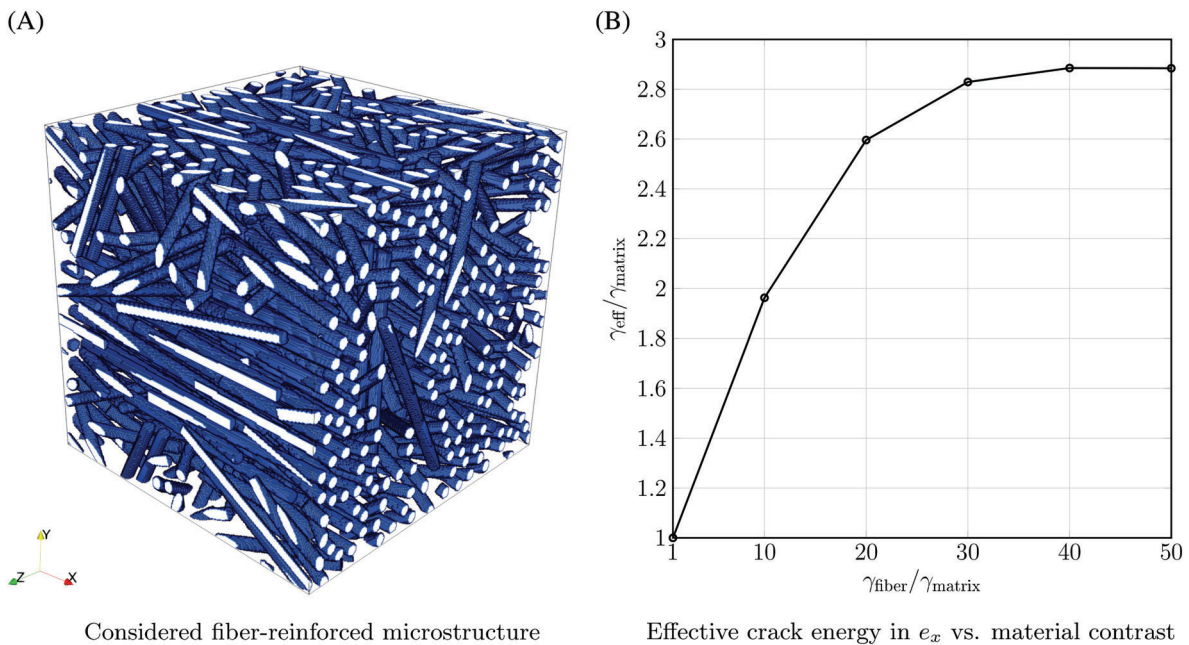 (A)
(B)
Y
Z
X
3
2.8
2.6
2.4
2.2
2
1.8
1.6
1.4
1.2
1
1 10 20 30 40 50
γeff/γmatrix
γfiber/γmatrix
Considered fiber-reinforced microstructure
Effective crack energy in ex vs. material contrast